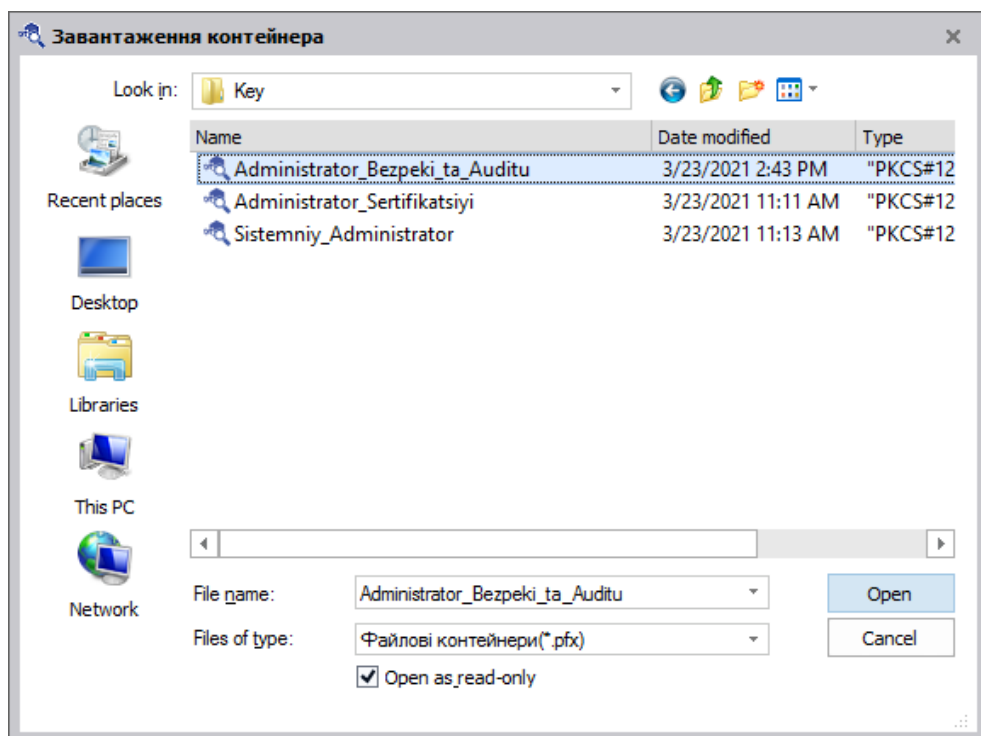 Завантаження контейнера
Look in: Key
Name Date modified Type
Administrator_Bezpeki_ta_Auditu 3/23/2021 2:43 PM "PKCS#12
Administrator_Sertifikatsiyi 3/23/2021 11:11 AM "PKCS#12
Sistemniy_Administrator 3/23/2021 11:13 AM "PKCS#12
Recent places
Desktop
Libraries
This PC
Network
File name: Administrator_Bezpeki_ta_Auditu Open
Files of type: Файлові контейнери(*.pfx) Cancel
Open as read-only